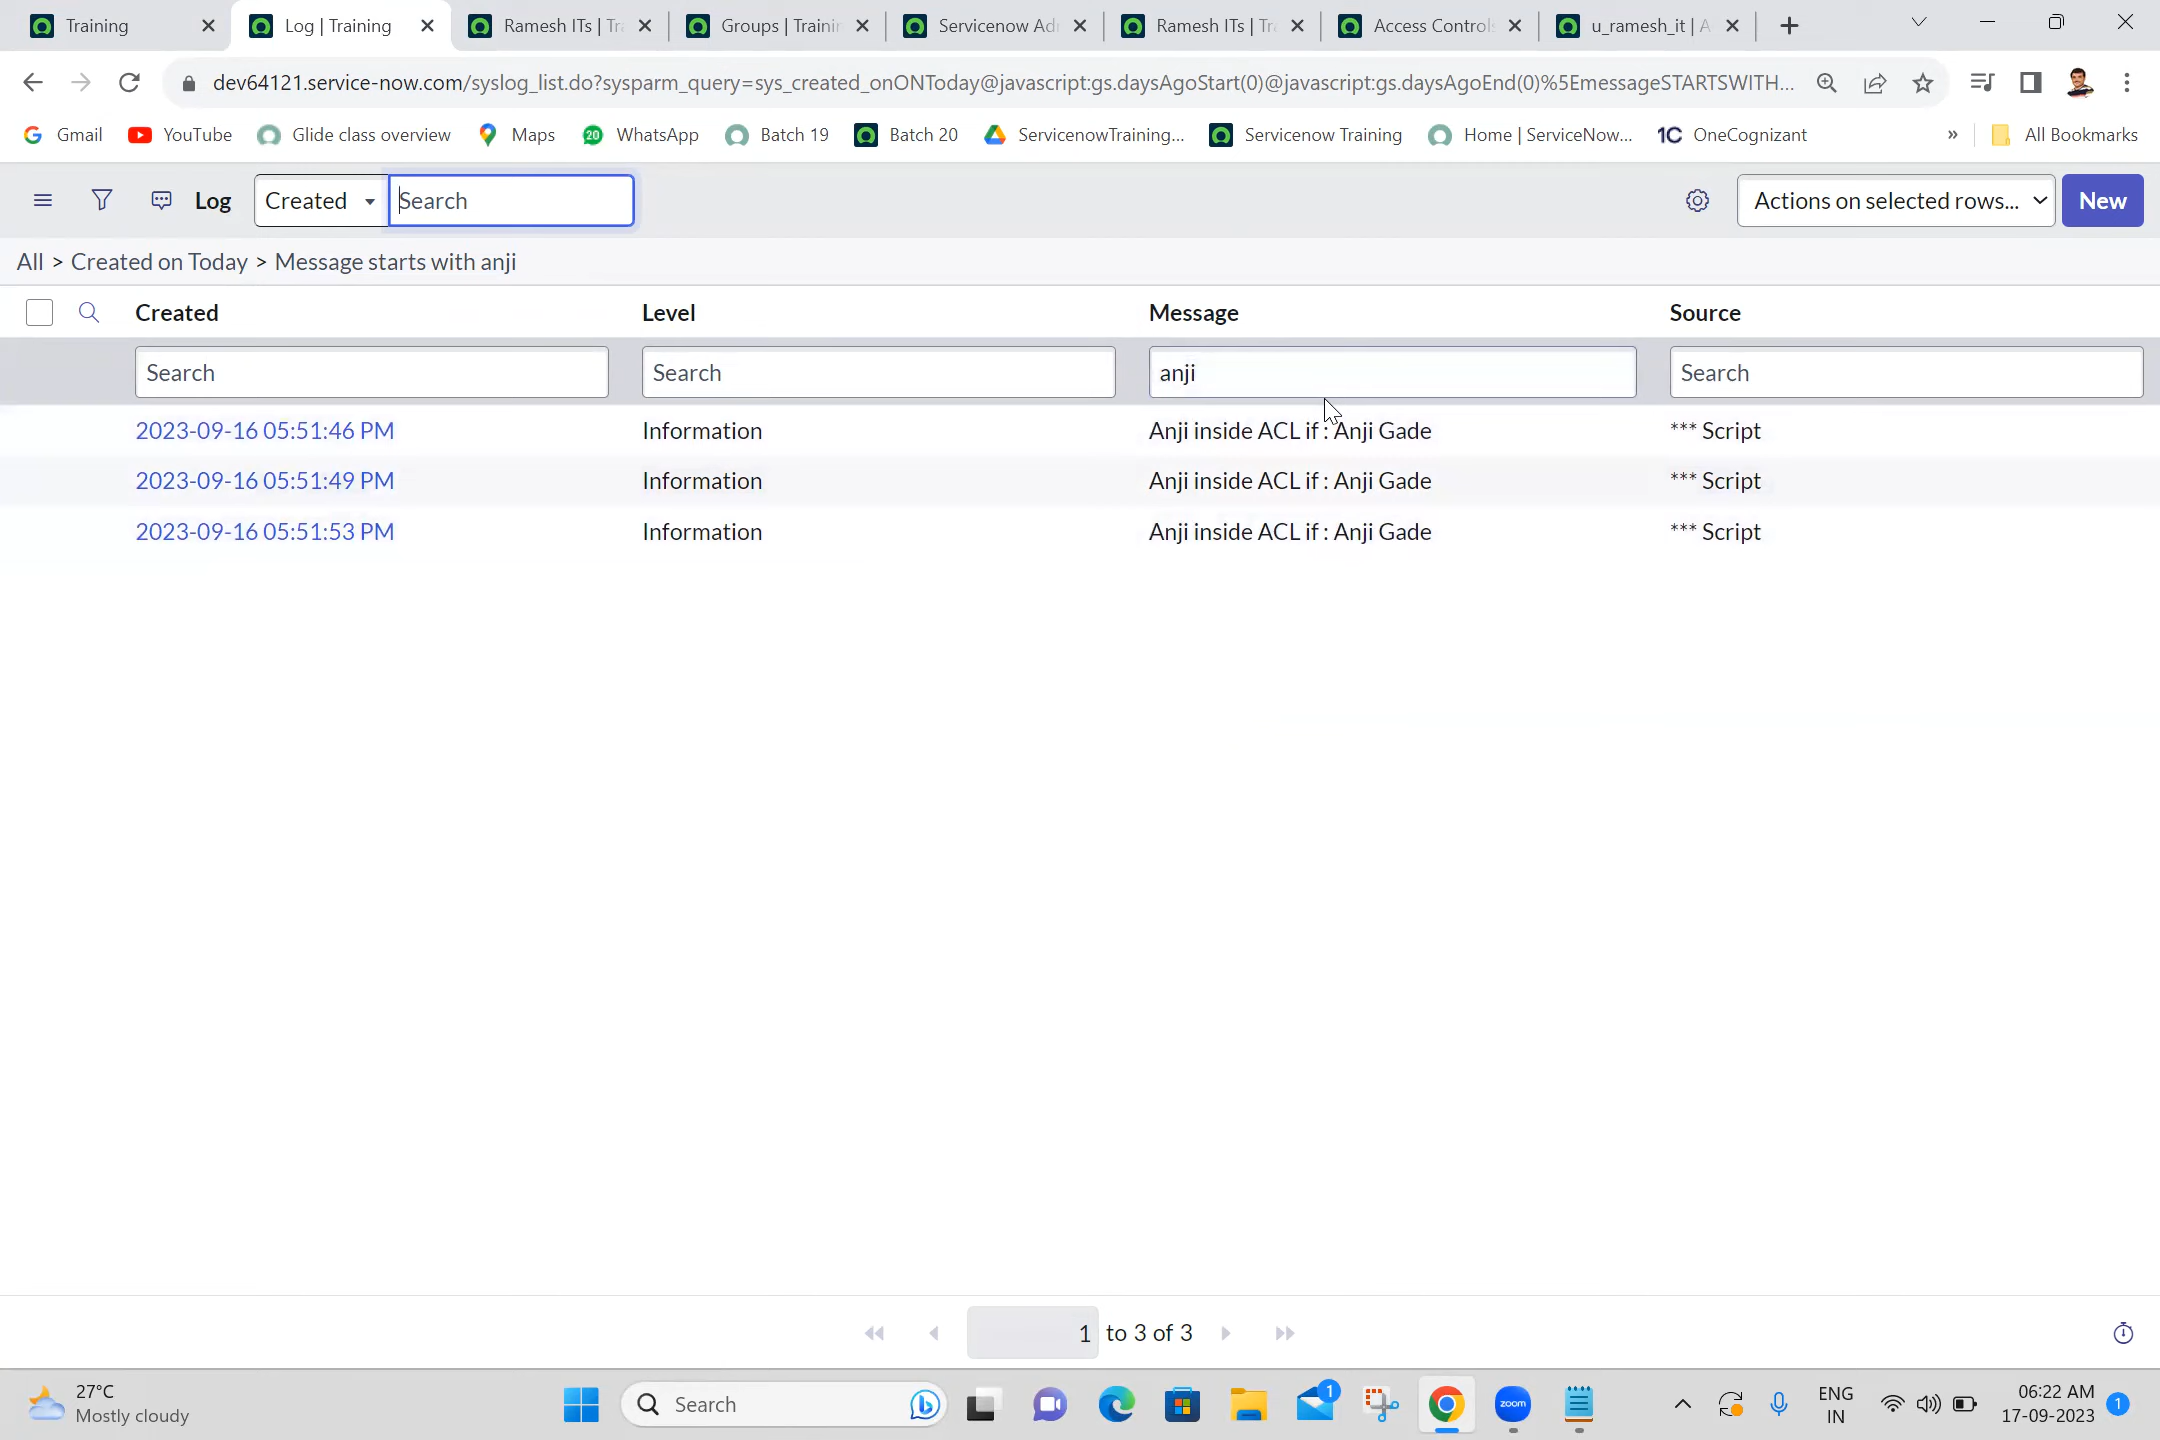 Training
Log | Training
Ramesh ITs | Tr
Groups | Trainin
Servicenow Ad
Ramesh ITs | Tr
Access Controls
u_ramesh_it | A
dev64121.service-now.com/syslog_list.do?sysparm_query=sys_created_onONToday@javascript:gs.daysAgoStart(0)@javascript:gs.daysAgoEnd(0)%5EmessageSTARTSWITH...
Gmail
YouTube
Glide class overview
Maps
20
WhatsApp
Batch 19
Batch 20
ServicenowTraining...
Servicenow Training
Home | ServiceNow...
1C OneCognizant
»
All Bookmarks
Log
Created
Search
Actions on selected rows...
New
All > Created on Today > Message starts with anji
Created Level Message Source
Search Search anji Search
2023-09-16 05:51:46 PM Information Anji inside ACL if : Anji Gade *** Script
2023-09-16 05:51:49 PM Information Anji inside ACL if : Anji Gade *** Script
2023-09-16 05:51:53 PM Information Anji inside ACL if : Anji Gade *** Script
1 to 3 of 3
27°C
Mostly cloudy
Search
1
zoom
ENG
IN
06:22 AM
17-09-2023
1